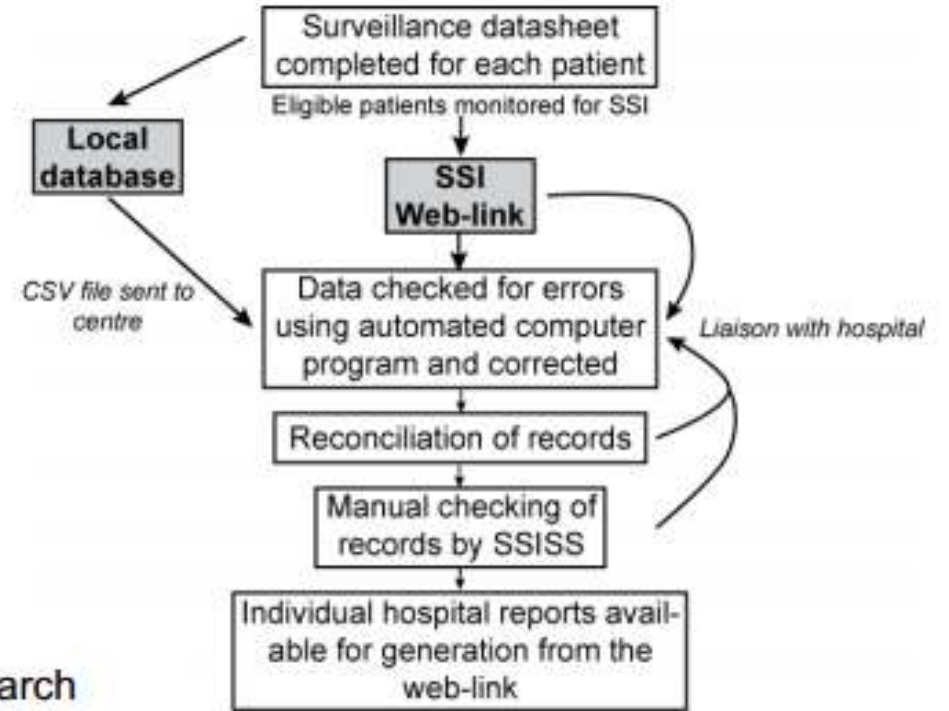 Surveillance datasheet
completed for each patient
Eligible patients monitored for SSI
Local
database
SSI
Web-link
CSV file sent to
centre
Data checked for errors
using automated computer
program and corrected
Liaison with hospital
Reconciliation of records
Manual checking of
records by SSISS
Individual hospital reports avail-
able for generation from the
web-link
arch